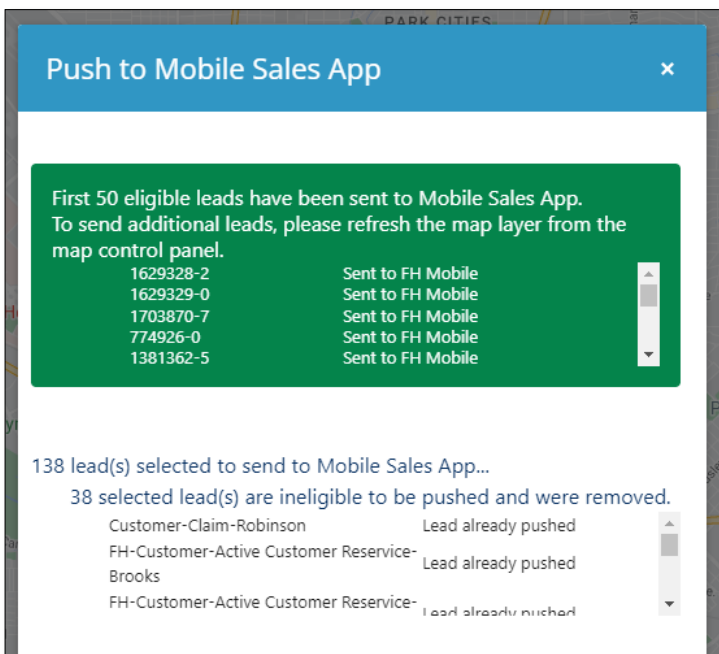 PARK CITIES
Push to Mobile Sales App ×
First 50 eligible leads have been sent to Mobile Sales App.
To send additional leads, please refresh the map layer from the
map control panel.
1629328-2 Sent to FH Mobile
1629329-0 Sent to FH Mobile
1703870-7 Sent to FH Mobile
774926-0 Sent to FH Mobile
1381362-5 Sent to FH Mobile
138 lead(s) selected to send to Mobile Sales App...
38 selected lead(s) are ineligible to be pushed and were removed.
Customer-Claim-Robinson Lead already pushed
FH-Customer-Active Customer Reservice-
Brooks Lead already pushed
FH-Customer-Active Customer Reservice-
Lead already pushed